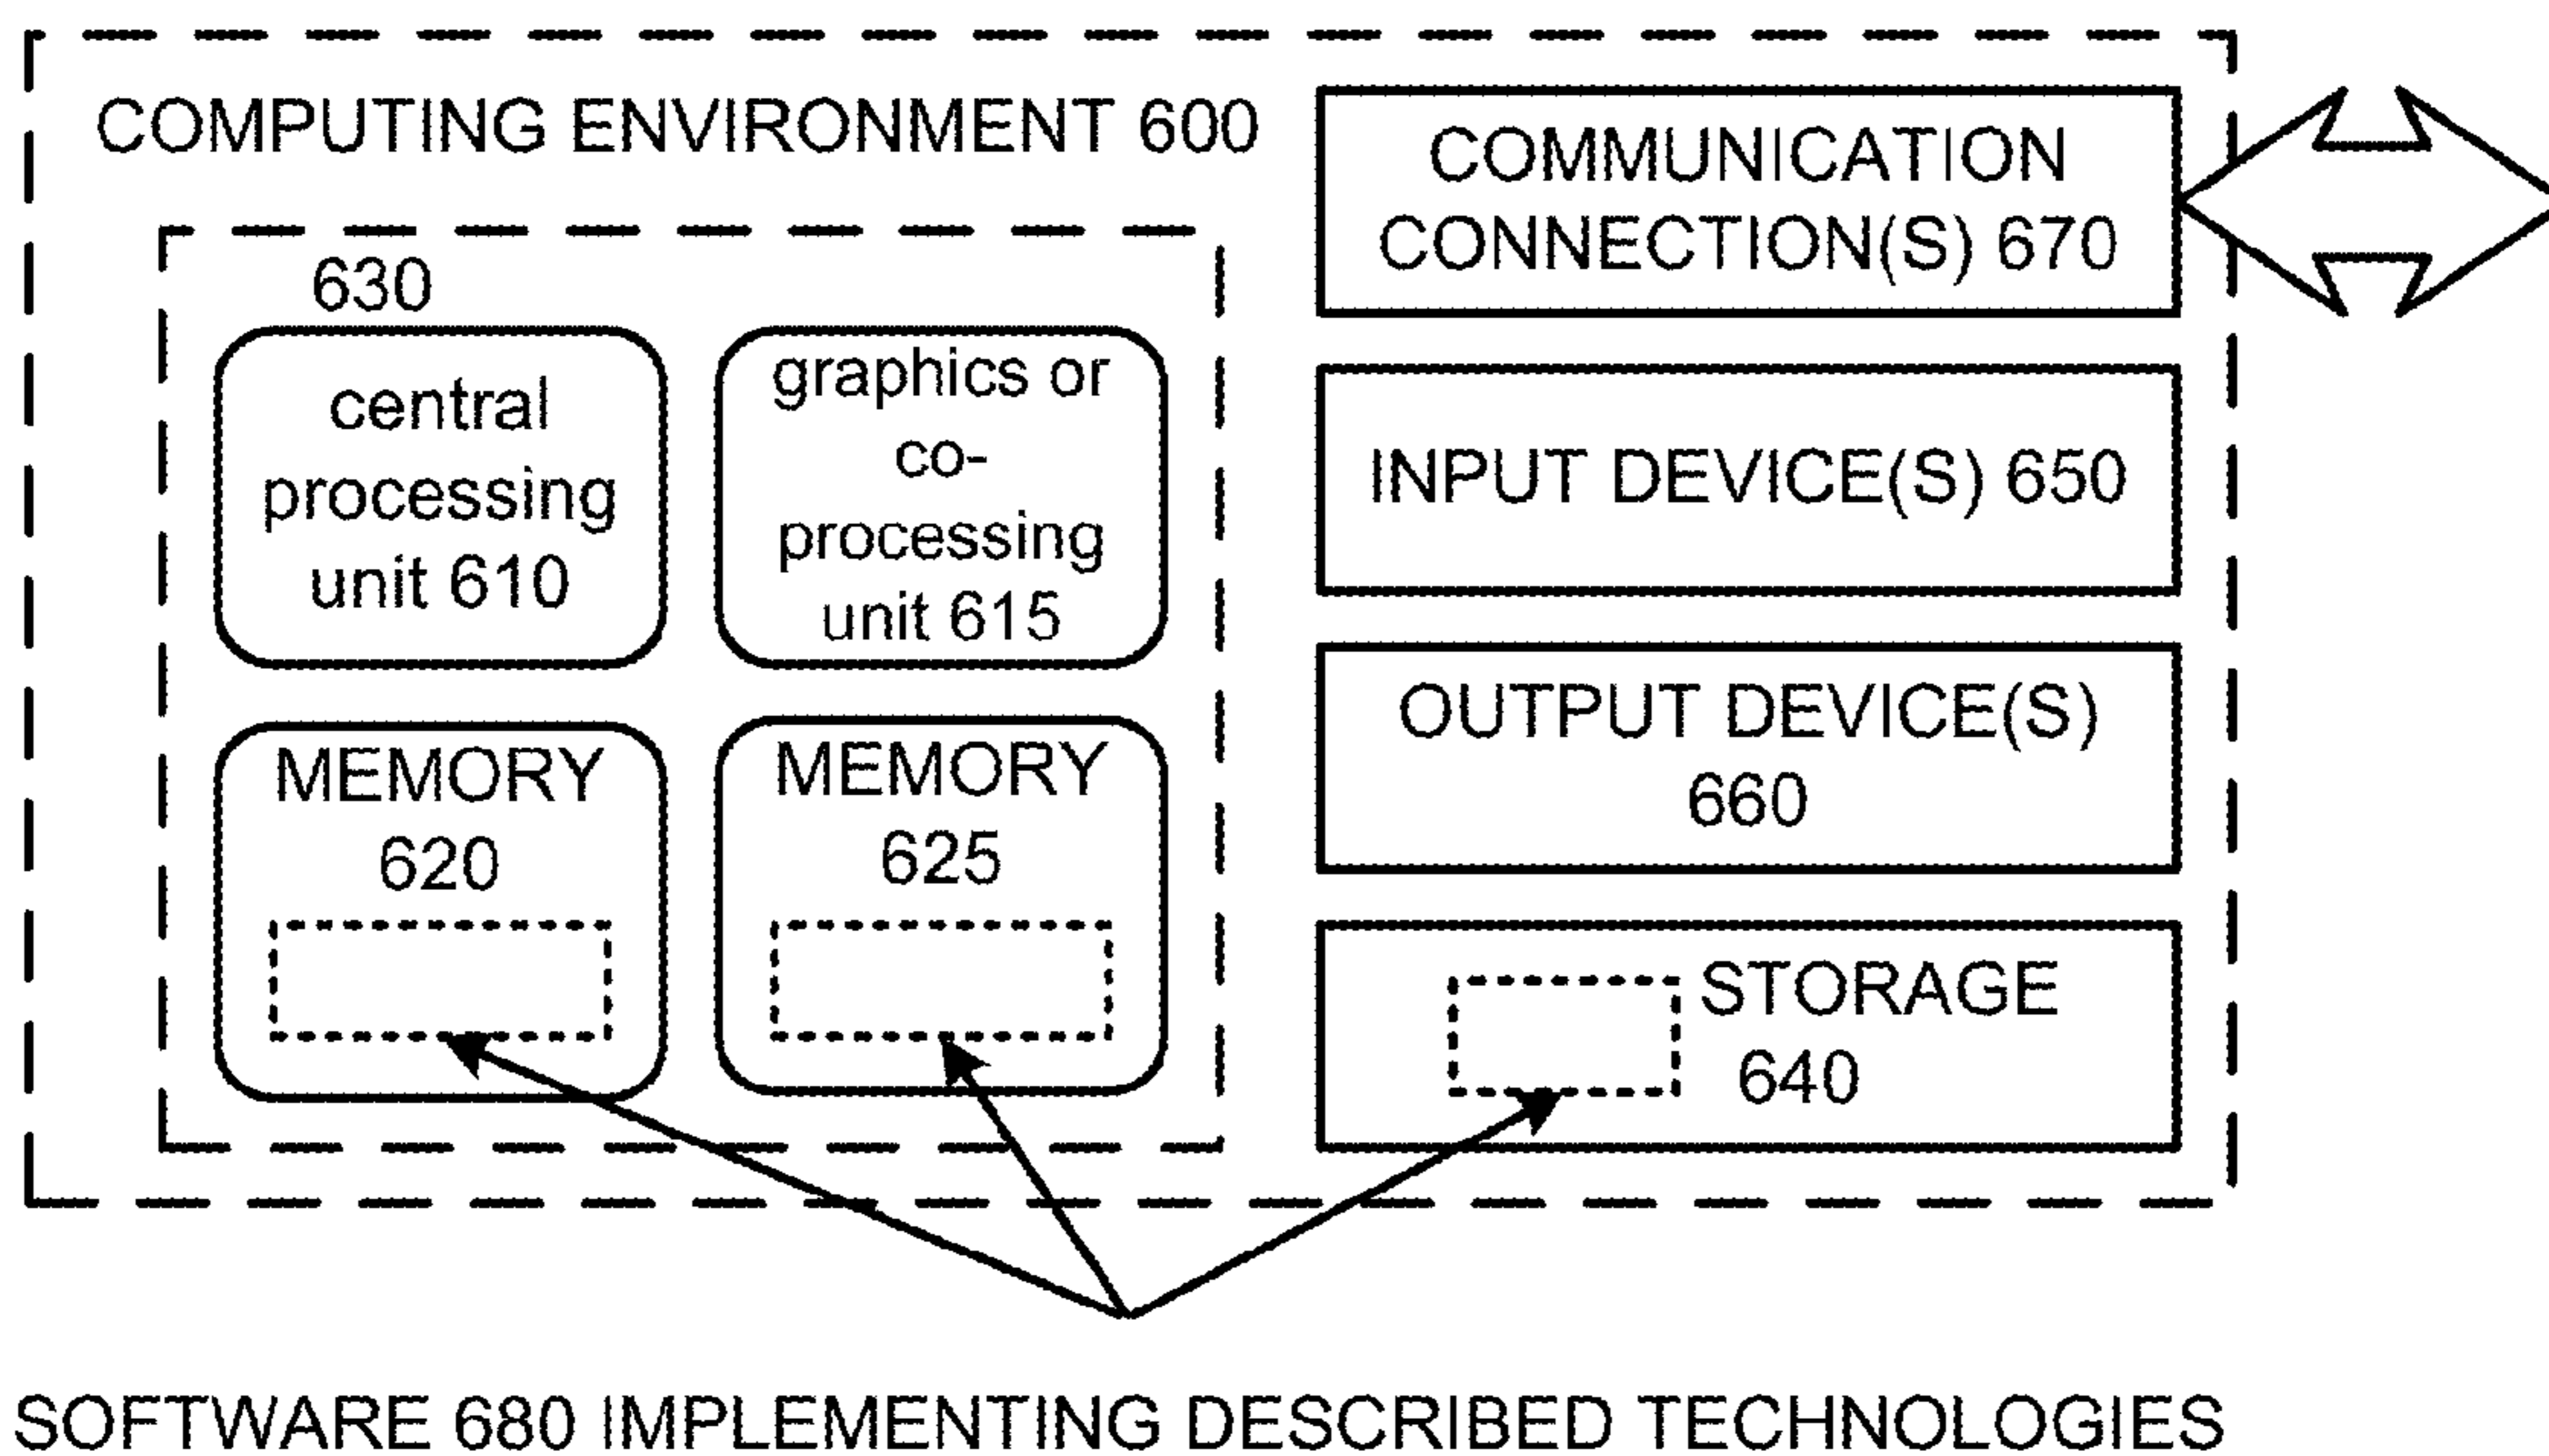 COMPUTING ENVIRONMENT 600
630
central
processing
unit 610
graphics or
co-
processing
unit 615
MEMORY
620
MEMORY
625
COMMUNICATION
CONNECTION(S) 670
INPUT DEVICE(S) 650
OUTPUT DEVICE(S)
660
STORAGE
640
SOFTWARE 680 IMPLEMENTING DESCRIBED TECHNOLOGIES